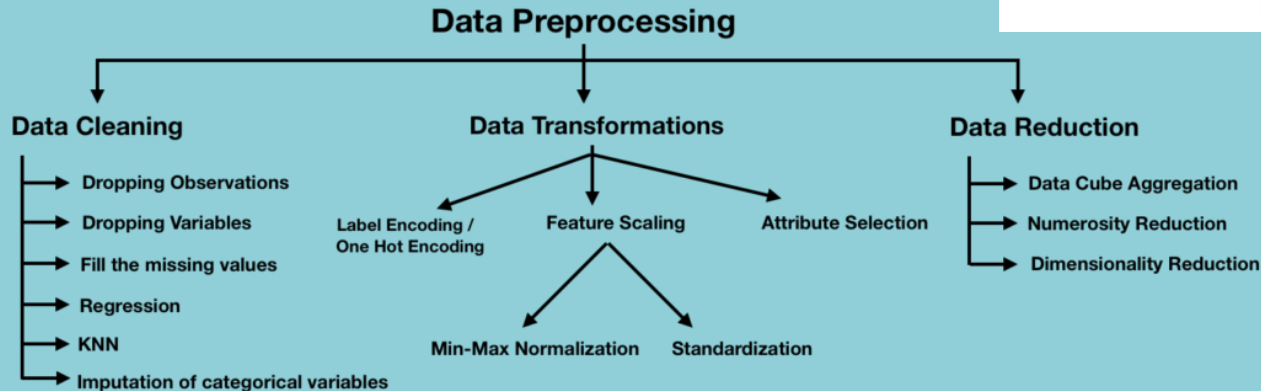 Data Preprocessing
Data Cleaning
Dropping Observations
Dropping Variables
Fill the missing values
Regression
KNN
Imputation of categorical variables
Data Transformations
Label Encoding /
One Hot Encoding
Feature Scaling
Attribute Selection
Min-Max Normalization
Standardization
Data Reduction
Data Cube Aggregation
Numerosity Reduction
Dimensionality Reduction